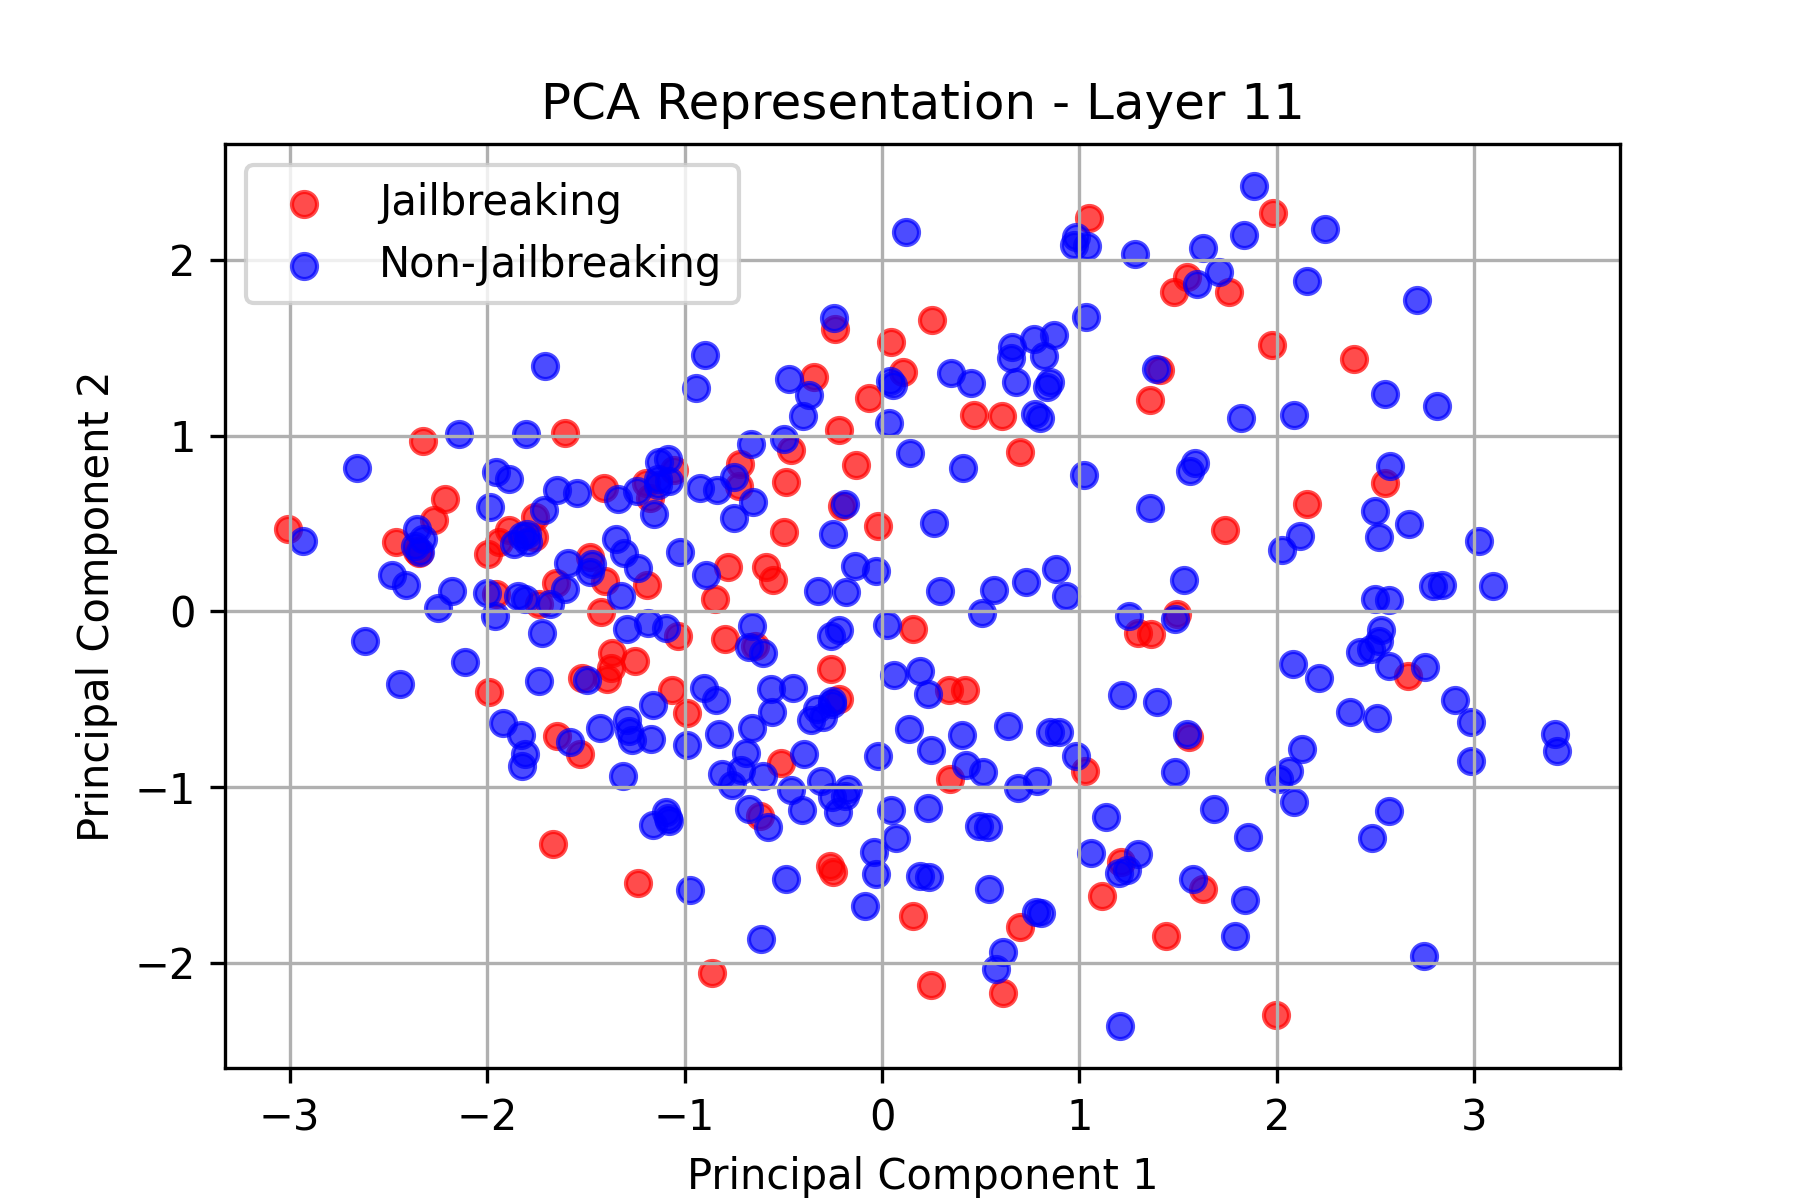 PCA Representation - Layer 11
Jailbreaking
Non-Jailbreaking
Principal Component 2
2
1
0
−1
−2
−3
−2
−1
0
1
2
3
Principal Component 1